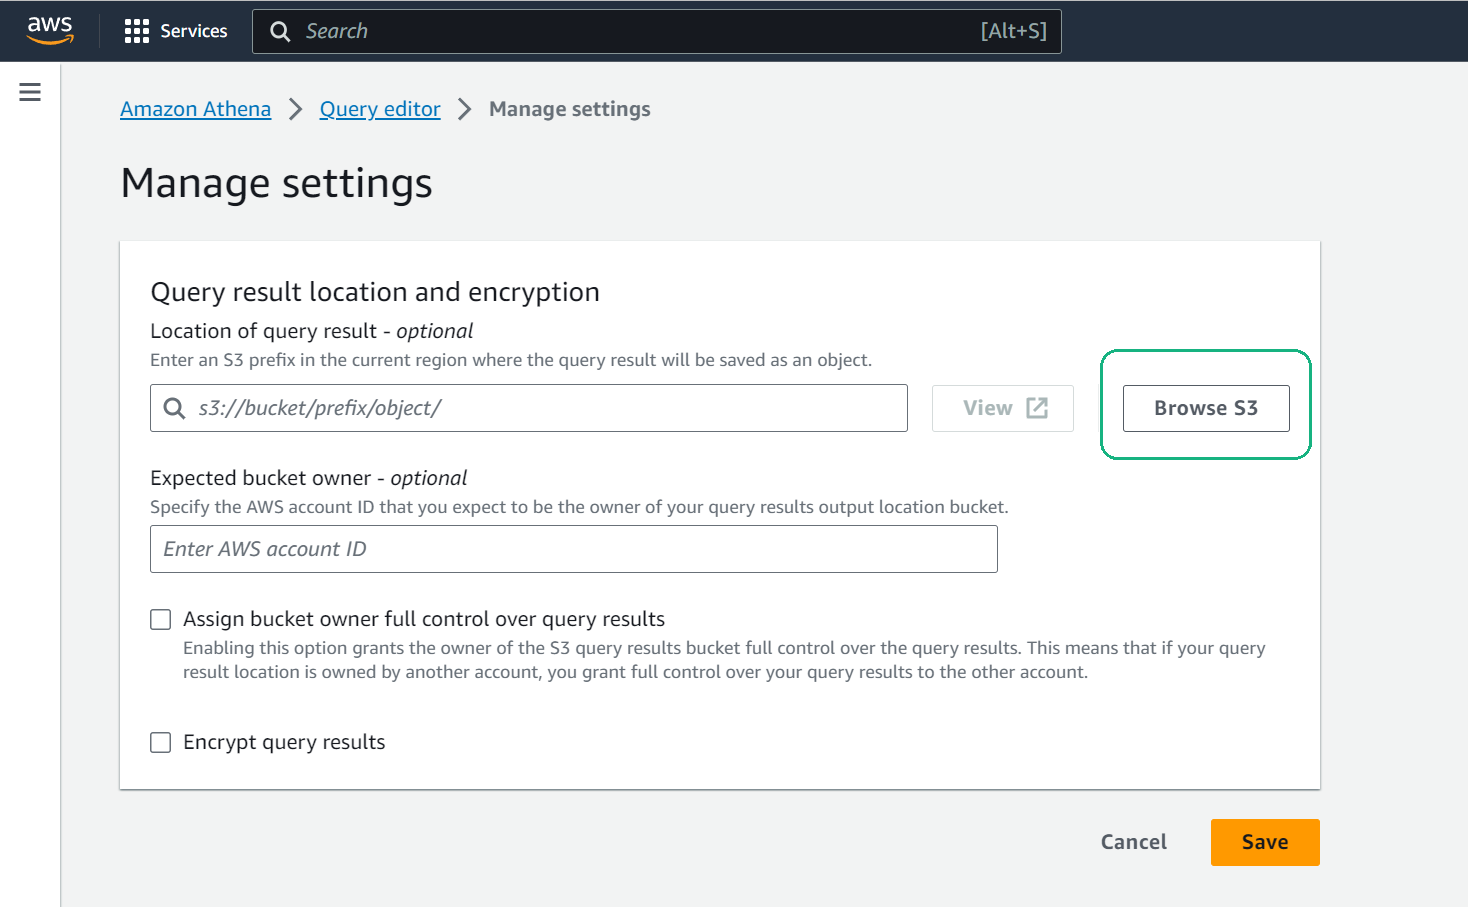 aws Services Search [Alt+S]
Amazon Athena Query editor Manage settings
Manage settings
Query result location and encryption
Location of query result - optional
Enter an S3 prefix in the current region where the query result will be saved as an object.
s3://bucket/prefix/object/ View Browse S3
Expected bucket owner - optional
Specify the AWS account ID that you expect to be the owner of your query results output location bucket.
Enter AWS account ID
Assign bucket owner full control over query results
Enabling this option grants the owner of the S3 query results bucket full control over the query results. This means that if your query
result location is owned by another account, you grant full control over your query results to the other account.
Encrypt query results
Cancel Save